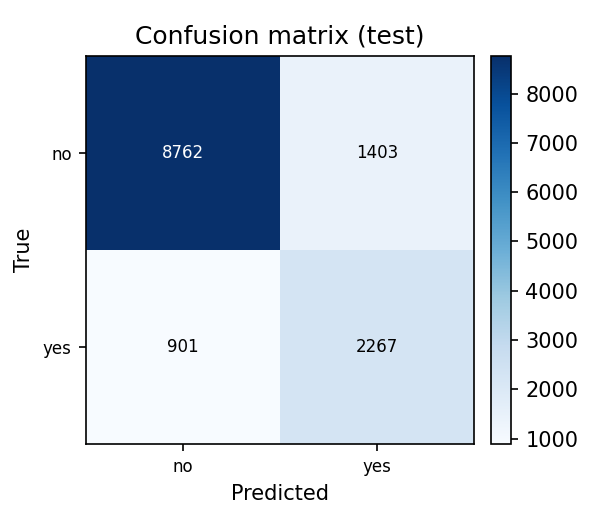 Confusion matrix (test)
True
no
8762
1403
yes
901
2267
no
yes
Predicted
8000
7000
6000
5000
4000
3000
2000
1000